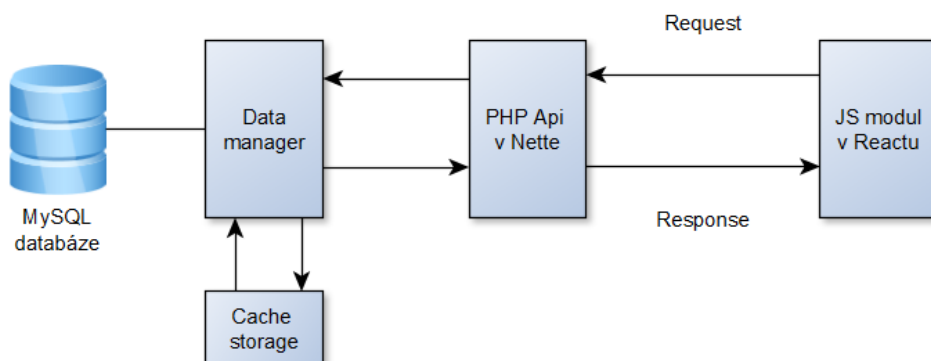 Request
Data
manager
PHP Api
v Nette
JS modul
v Reactu
MySQL
databáze
Response
Cache
storage